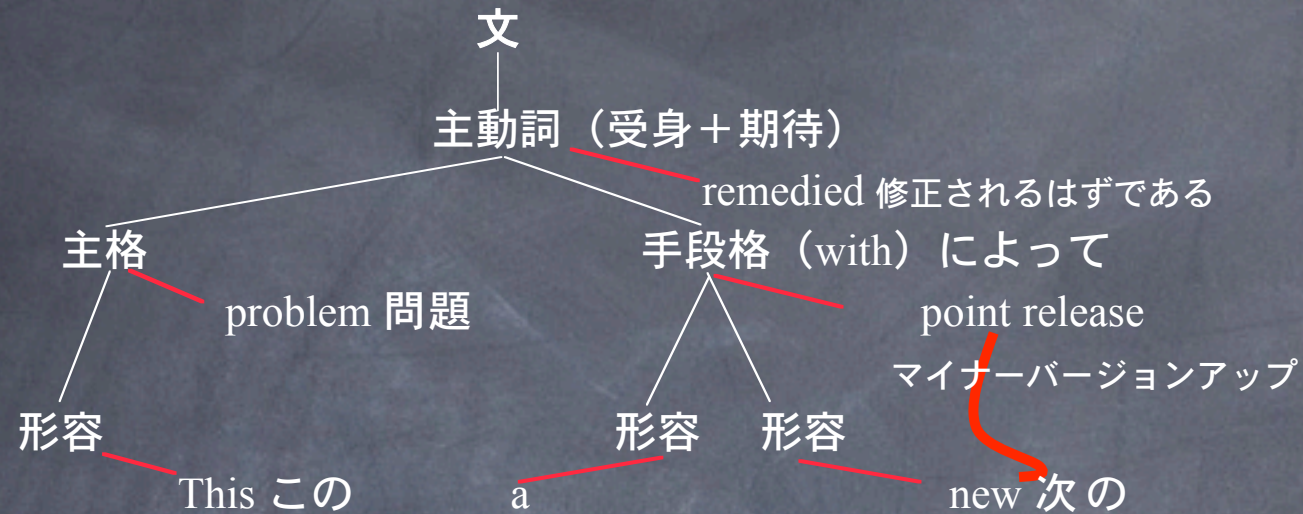 文
主動詞（受身＋期待）
remedied 修正されるはずである
主格
手段格（with）によって
problem 問題
point release
マイナーバージョンアップ
形容
形容
形容
This この
a
new 次の